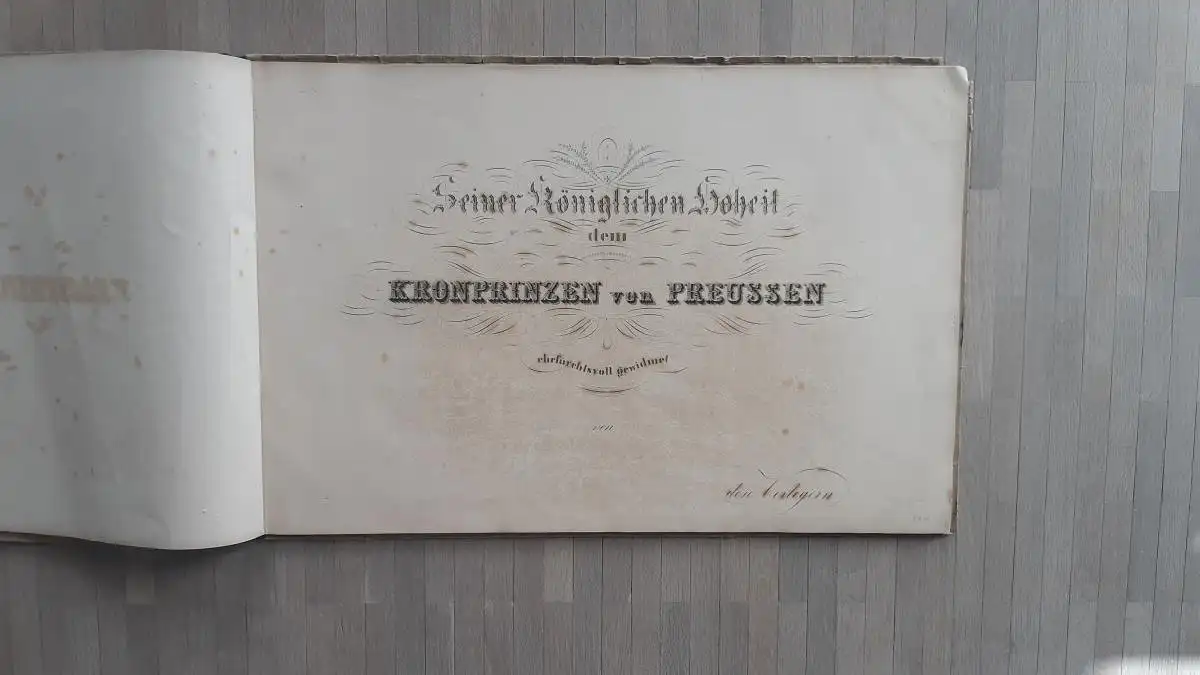 Seiner Königlichen Hoheit
dem
KRONPRINZEN von PREUSSEN
ehrfurchtsvoll gewidmet
von
den Verlegern